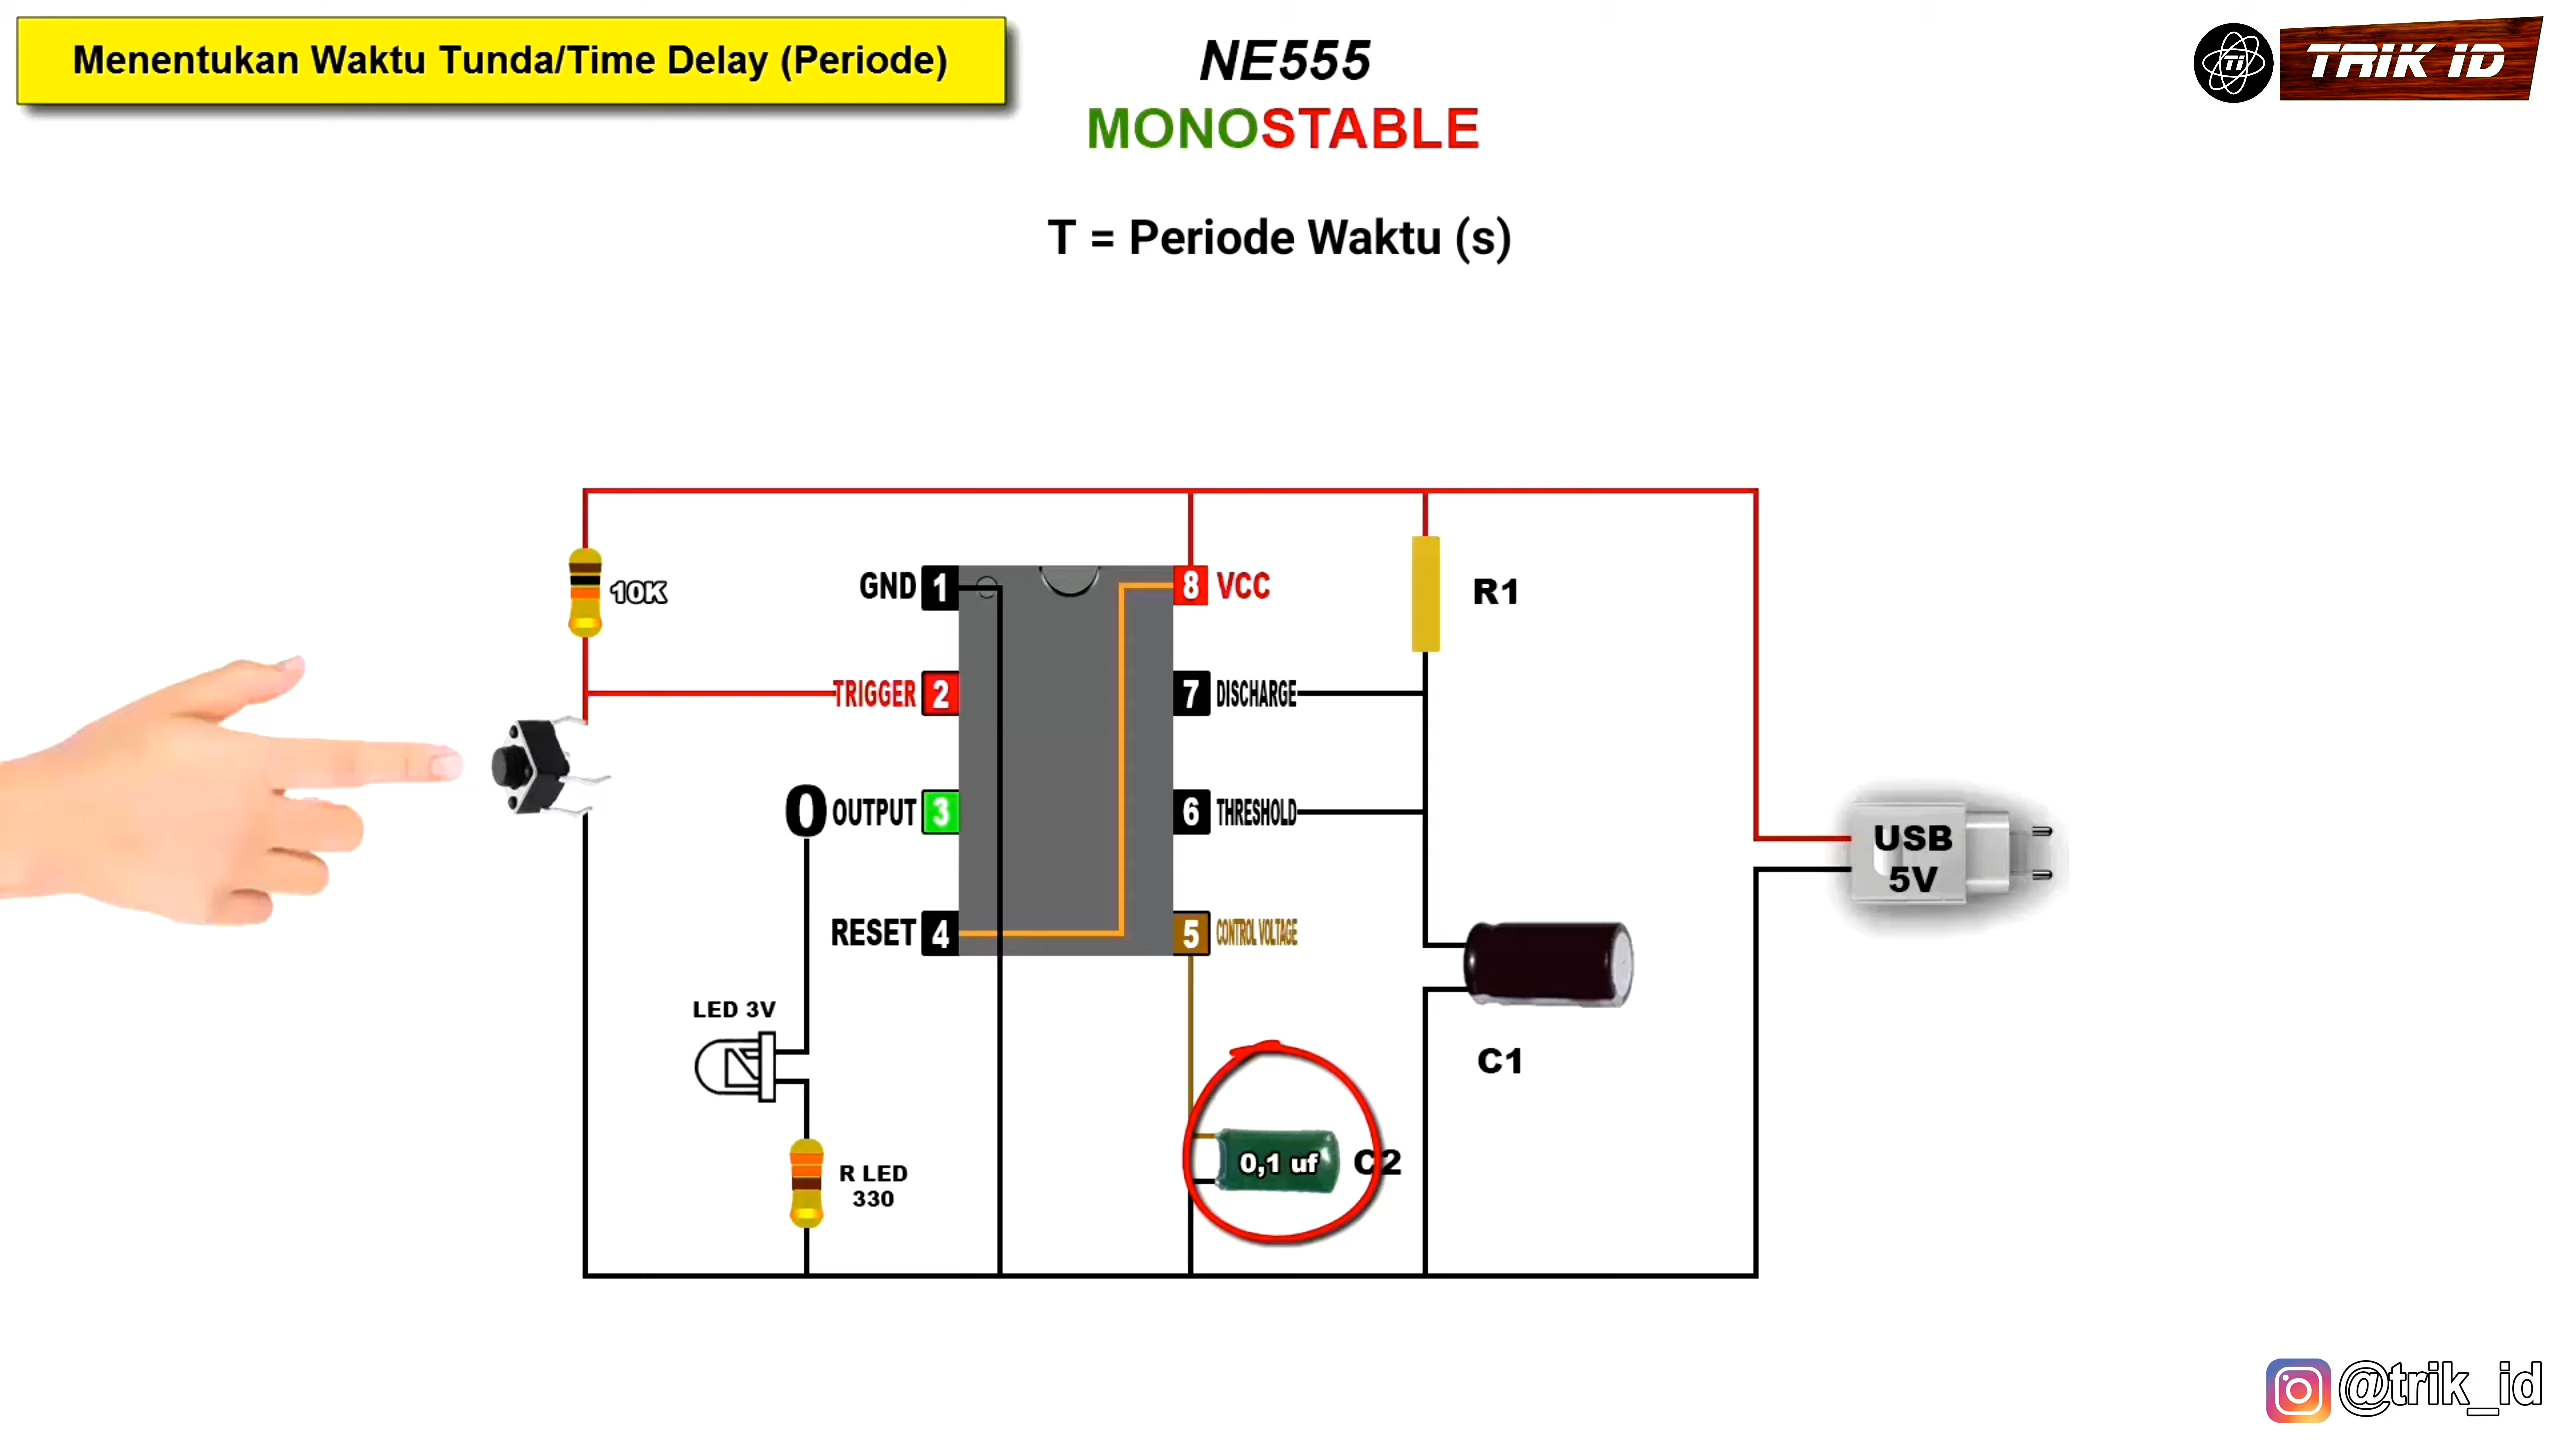 Menentukan Waktu Tunda/Time Delay (Periode)
NE555
MONOSTABLE
Ti
TRIK ID
T = Periode Waktu (s)
10K
GND 1
8 VCC
R1
TRIGGER 2
7 DISCHARGE
0 OUTPUT 3
6 THRESHOLD
USB
5V
RESET 4
5 CONTROL VOLTAGE
LED 3V
C1
0,1 uf
C2
R LED
330
@trik_id